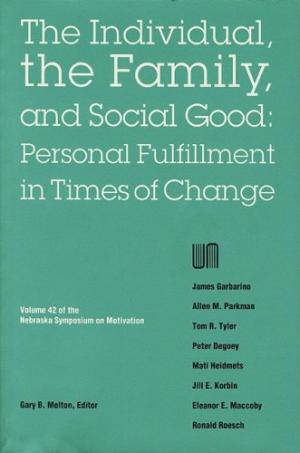 The Individual,
the Family,
and Social Good:
Personal Fulfillment
in Times of Change
Volume 42 of the
Nebraska Symposium on Motivation
Gary B. Melton, Editor
James Garbarino
Allen M. Parkman
Tom R. Tyler
Peter Degoey
Mati Heidmets
Jill E. Korbin
Eleanor E. Maccoby
Ronald Roesch